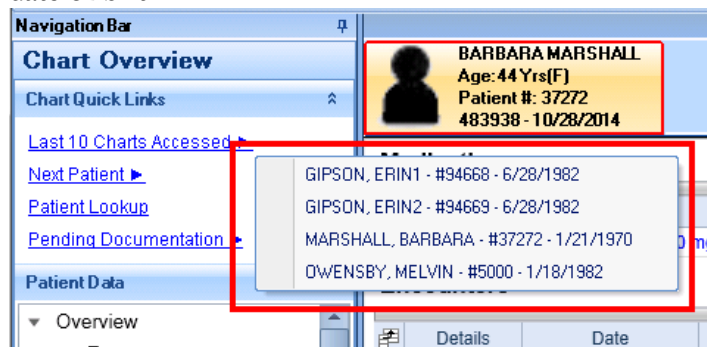 Navigation Bar
Chart Overview
Chart Quick Links
Last 10 Charts Accessed
Next Patient
Patient Lookup
Pending Documentation
Patient Data
Overview
BARBARA MARSHALL
Age: 44 Yrs(F)
Patient #: 37272
483938 - 10/28/2014
GIPSON, ERIN1 - #94668 - 6/28/1982
GIPSON, ERIN2 - #94669 - 6/28/1982
MARSHALL, BARBARA - #37272 - 1/21/1970
OWENSBY, MELVIN - #5000 - 1/18/1982
Details Date